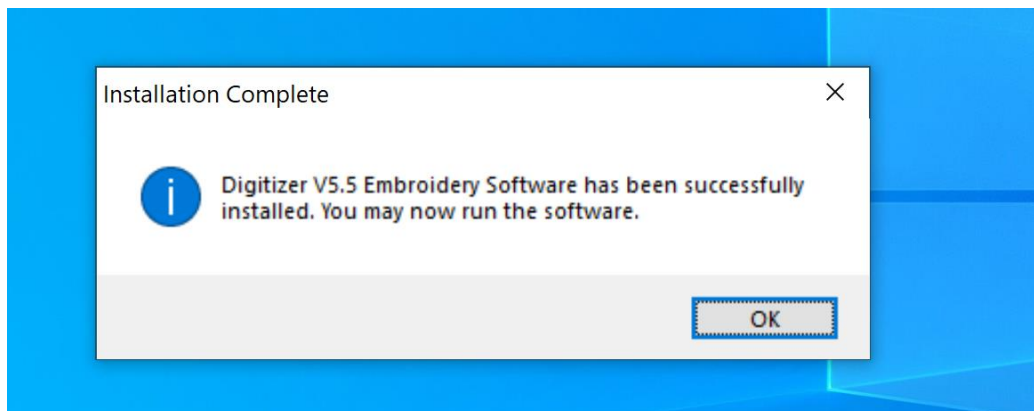 Installation Complete
Digitizer V5.5 Embroidery Software has been successfully
installed. You may now run the software.
OK